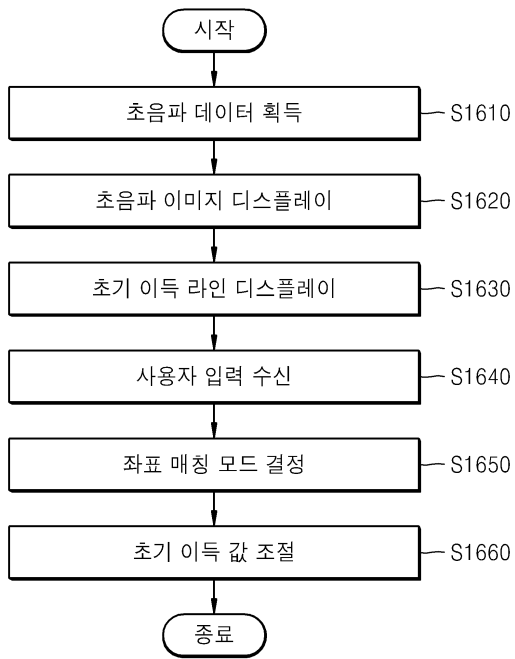 시작
초음파 데이터 획득 S1610
초음파 이미지 디스플레이 S1620
초기 이득 라인 디스플레이 S1630
사용자 입력 수신 S1640
좌표 매칭 모드 결정 S1650
초기 이득 값 조절 S1660
종료